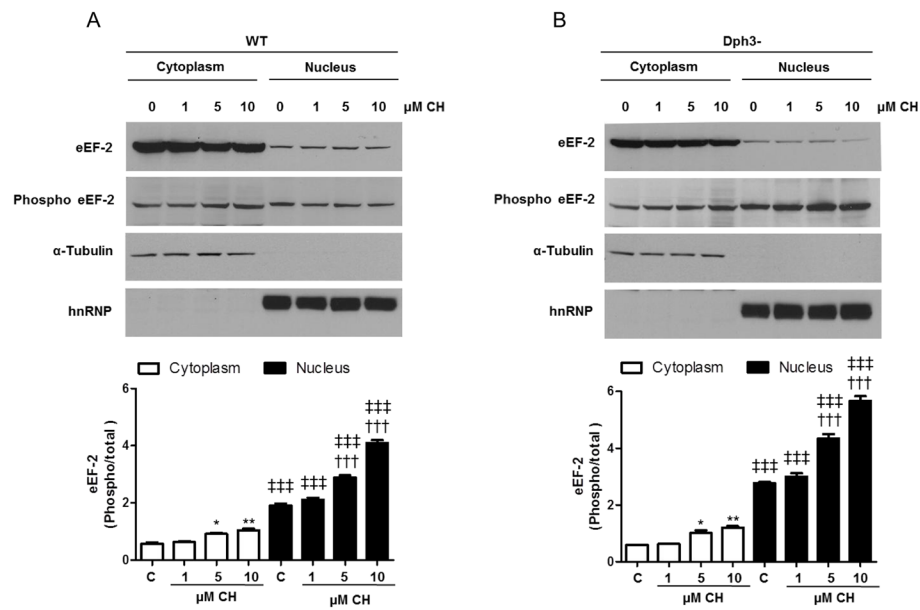 A
WT
Cytoplasm Nucleus
0 1 5 10 0 1 5 10 µM CH
eEF-2
Phospho eEF-2
α-Tubulin
hnRNP
Cytoplasm Nucleus
eEF-2
(Phospho/total )
6
4
2
0
* ** ‡‡‡ ‡‡‡ ‡‡‡ ††† ‡‡‡ †††
C 1 5 10 C 1 5 10
µM CH µM CH
B
Dph3-
Cytoplasm Nucleus
0 1 5 10 0 1 5 10 µM CH
eEF-2
Phospho eEF-2
α-Tubulin
hnRNP
Cytoplasm Nucleus
eEF-2
(Phospho/total )
6
4
2
0
* ** ‡‡‡ ‡‡‡ ‡‡‡ ††† ‡‡‡ †††
C 1 5 10 C 1 5 10
µM CH µM CH